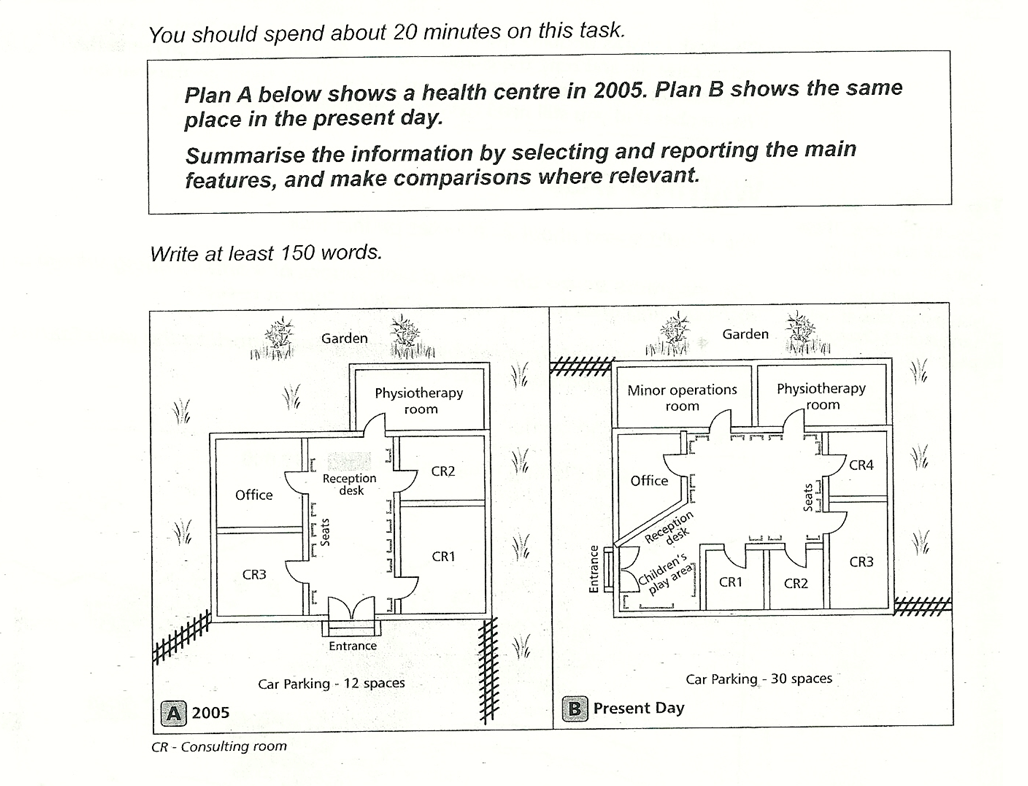 You should spend about 20 minutes on this task.
Plan A below shows a health centre in 2005. Plan B shows the same
place in the present day.
Summarise the information by selecting and reporting the main
features, and make comparisons where relevant.
Write at least 150 words.
Garden
Physiotherapy
room
Office
Reception
desk
CR2
Seats
CR3
CR1
Entrance
Car Parking - 12 spaces
A 2005
Garden
Minor operations
room
Physiotherapy
room
Office
CR4
Seats
Reception
desk
Entrance
Children's
play area
CR1
CR2
CR3
Car Parking - 30 spaces
B Present Day
CR - Consulting room